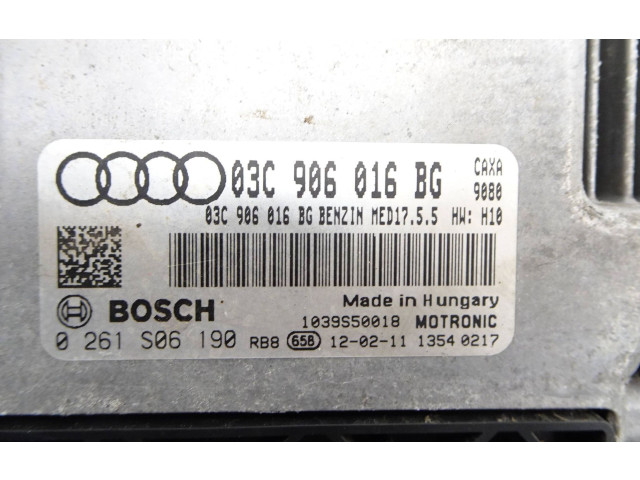 03C 906 016 BG CAXA
9080
03C 906 016 BG BENZIN MED17.5.5 HW: H10
BOSCH Made in Hungary
1039S50018 MOTRONIC
0 261 S06 190 RB8 658 12-02-11 1354 0217